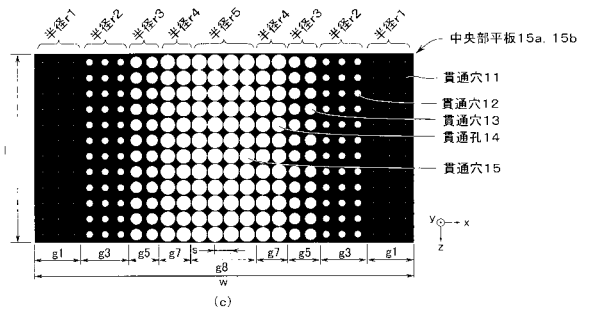 半径r1 半径r2 半径r3 半径r4 半径r5 半径r4 半径r3 半径r2 半径r1
中央部平板15a，15b
貫通穴11
貫通穴12
貫通穴13
貫通孔14
貫通穴15
l
y x
z
s
g1 g3 g5 g7 g8 g7 g5 g3 g1
w
(c)